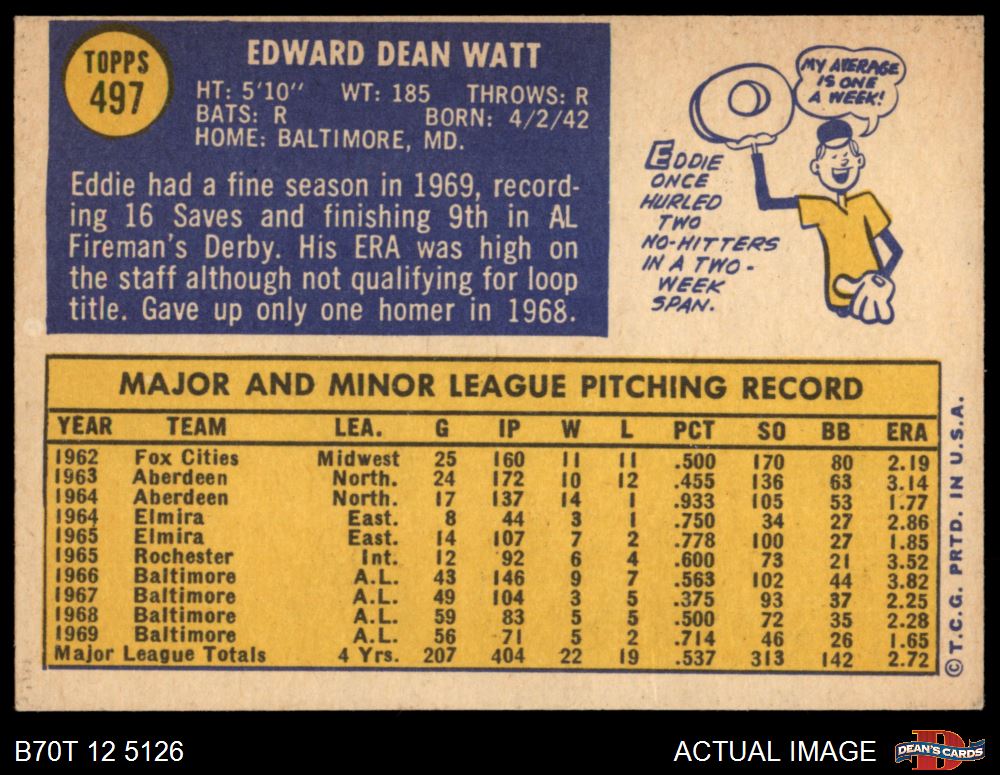 TOPPS
497
EDWARD DEAN WATT
HT: 5'10" WT: 185 THROWS: R
BATS: R BORN: 4/2/42
HOME: BALTIMORE, MD.
Eddie had a fine season in 1969, record-
ing 16 Saves and finishing 9th in AL
Fireman's Derby. His ERA was high on
the staff although not qualifying for loop
title. Gave up only one homer in 1968.
MY AVERAGE
IS ONE
A WEEK!
EDDIE
ONCE
HURLED
TWO
NO-HITTERS
IN A TWO-
WEEK
SPAN.
MAJOR AND MINOR LEAGUE PITCHING RECORD
YEAR TEAM LEA. G IP W L PCT SO BB ERA
1962 Fox Cities Midwest 25 160 11 11 .500 170 80 2.19
1963 Aberdeen North. 24 172 10 12 .455 136 63 3.14
1964 Aberdeen North. 17 137 14 1 .933 105 53 1.77
1964 Elmira East. 8 44 3 1 .750 34 27 2.86
1965 Elmira East. 14 107 7 2 .778 100 27 1.85
1965 Rochester Int. 12 92 6 4 .600 73 21 3.52
1966 Baltimore A.L. 43 146 9 7 .563 102 44 3.82
1967 Baltimore A.L. 49 104 3 5 .375 93 37 2.25
1968 Baltimore A.L. 59 83 5 5 .500 72 35 2.28
1969 Baltimore A.L. 56 71 5 2 .714 46 26 1.65
Major League Totals 4 Yrs. 207 404 22 19 .537 313 142 2.72
©T.C.G. PRTD. IN U.S.A.
B70T 12 5126
ACTUAL IMAGE
DEAN'S CARDS